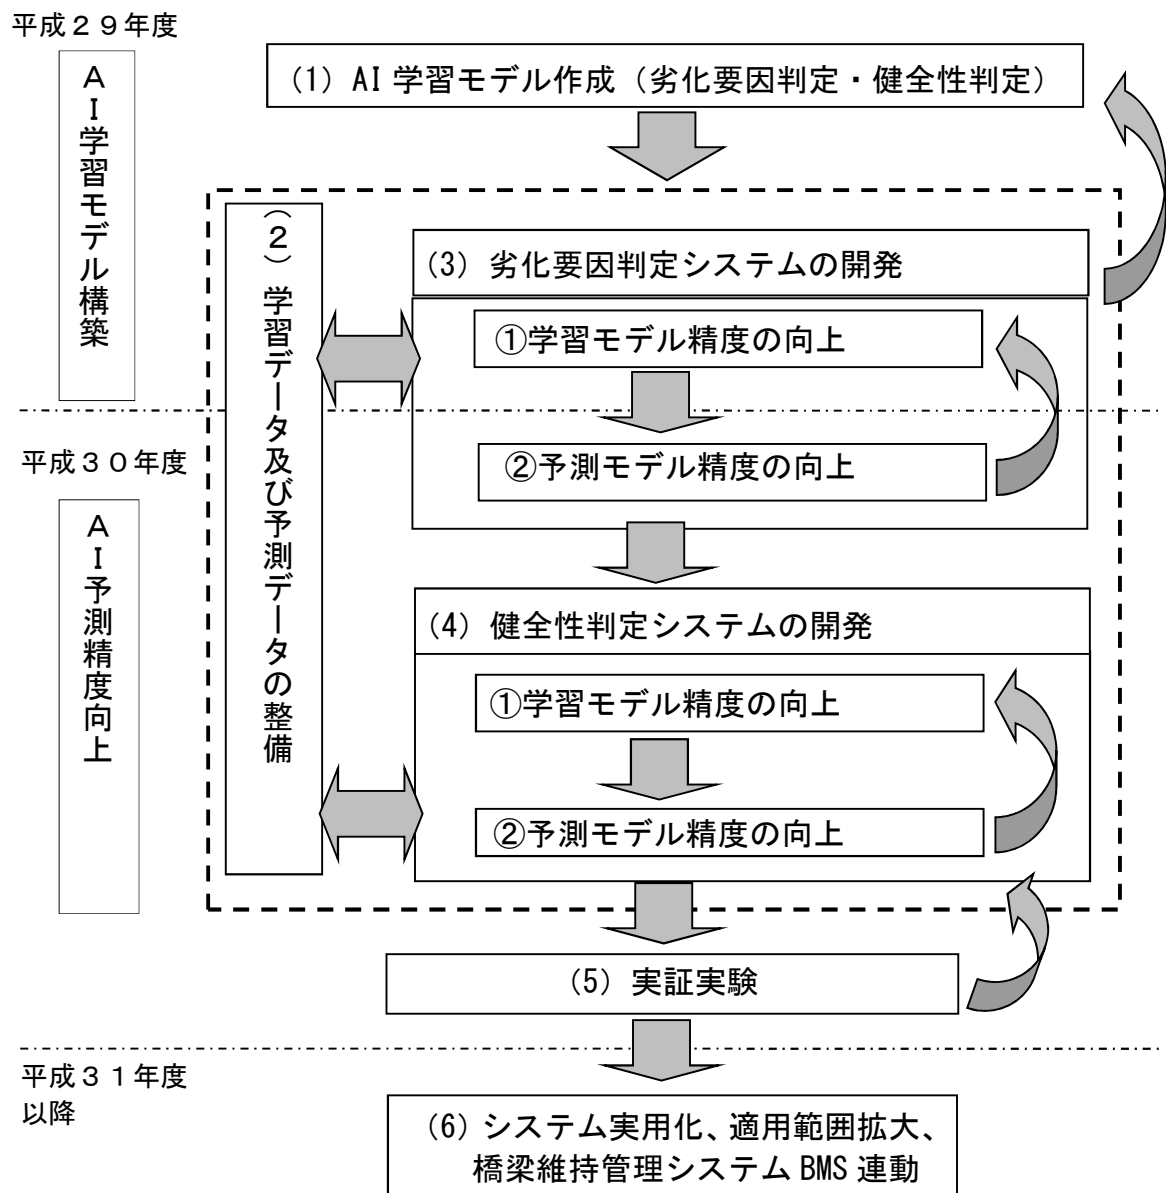 平成２９年度
ＡＩ学習モデル構築
(1) AI 学習モデル作成（劣化要因判定・健全性判定）
（２）学習データ及び予測データの整備
(3) 劣化要因判定システムの開発
①学習モデル精度の向上
②予測モデル精度の向上
平成３０年度
ＡＩ予測精度向上
(4) 健全性判定システムの開発
①学習モデル精度の向上
②予測モデル精度の向上
(5) 実証実験
平成３１年度
以降
(6) システム実用化、適用範囲拡大、
橋梁維持管理システム BMS 連動